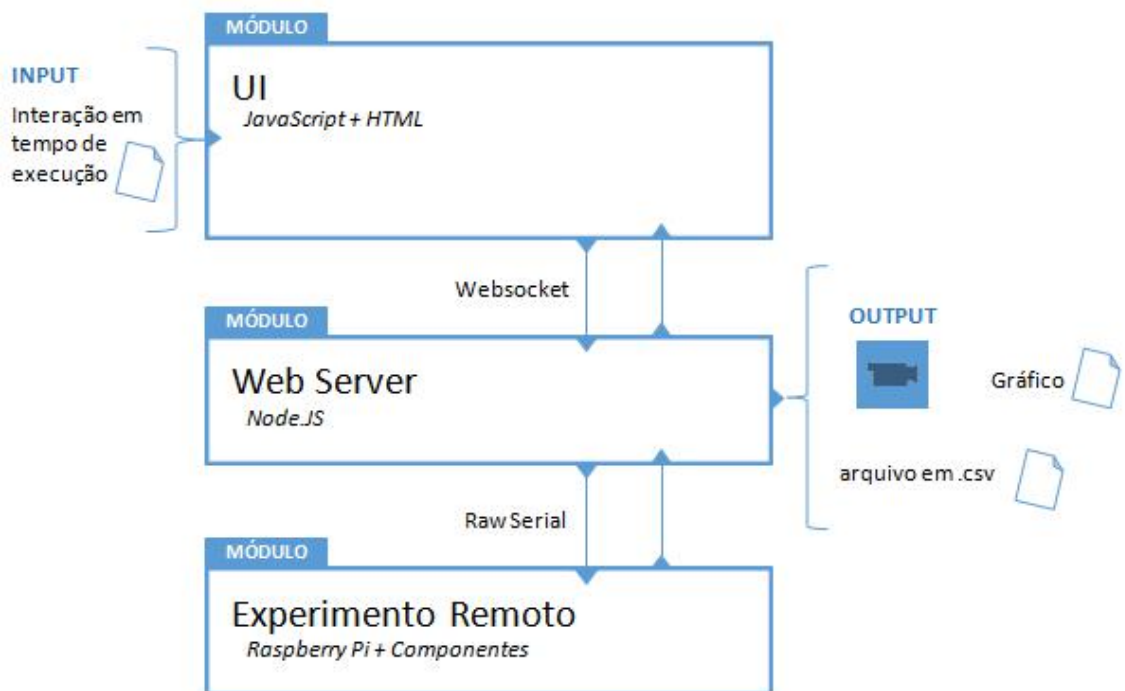 MÓDULO
INPUT
Interação em
tempo de
execução
UI
JavaScript + HTML
Websocket
MÓDULO
Web Server
Node.JS
OUTPUT
Gráfico
arquivo em .csv
Raw Serial
MÓDULO
Experimento Remoto
Raspberry Pi + Componentes